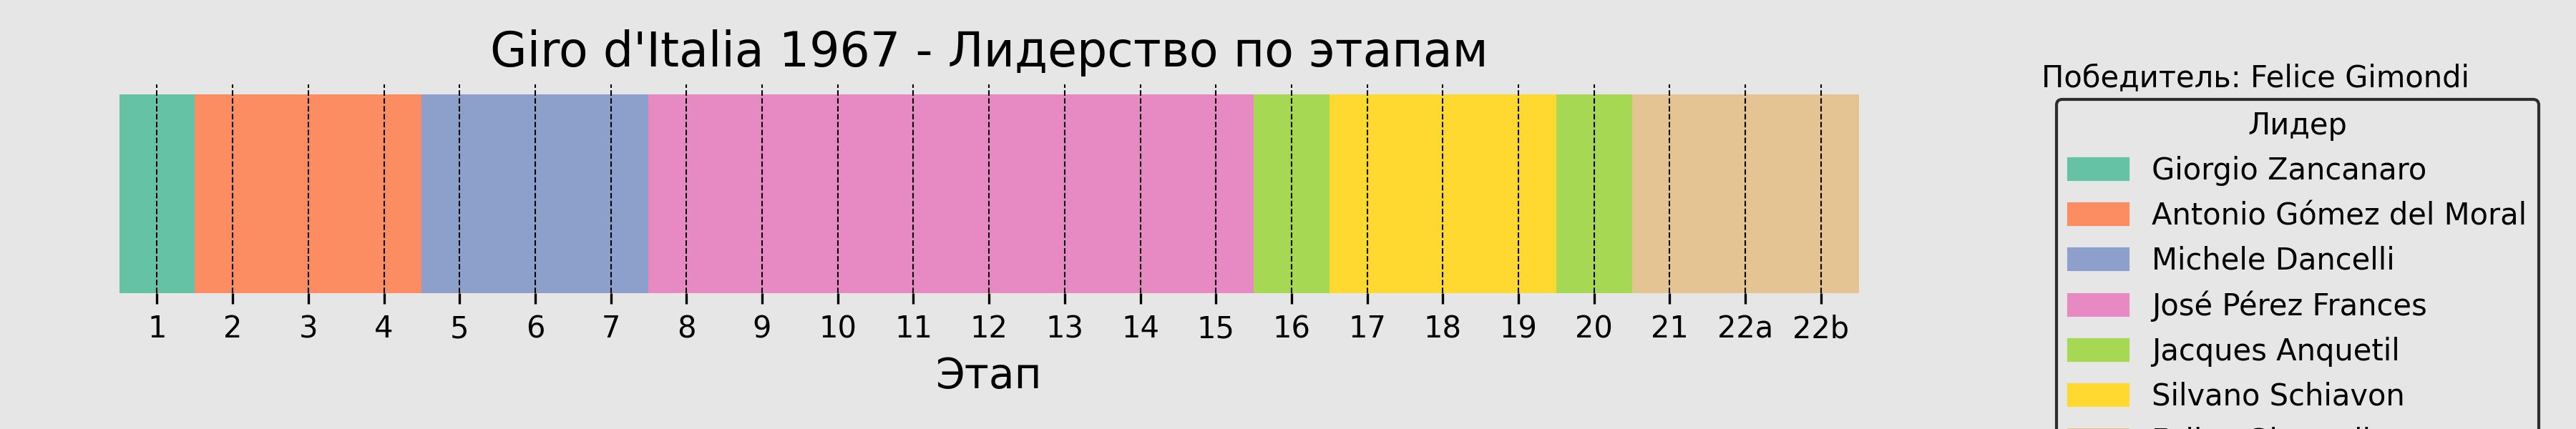 Giro d'Italia 1967 - Лидерство по этапам
1 2 3 4 5 6 7 8 9 10 11 12 13 14 15 16 17 18 19 20 21 22a 22b
Этап
Победитель: Felice Gimondi
Лидер
Giorgio Zancanaro
Antonio Gómez del Moral
Michele Dancelli
José Pérez Frances
Jacques Anquetil
Silvano Schiavon